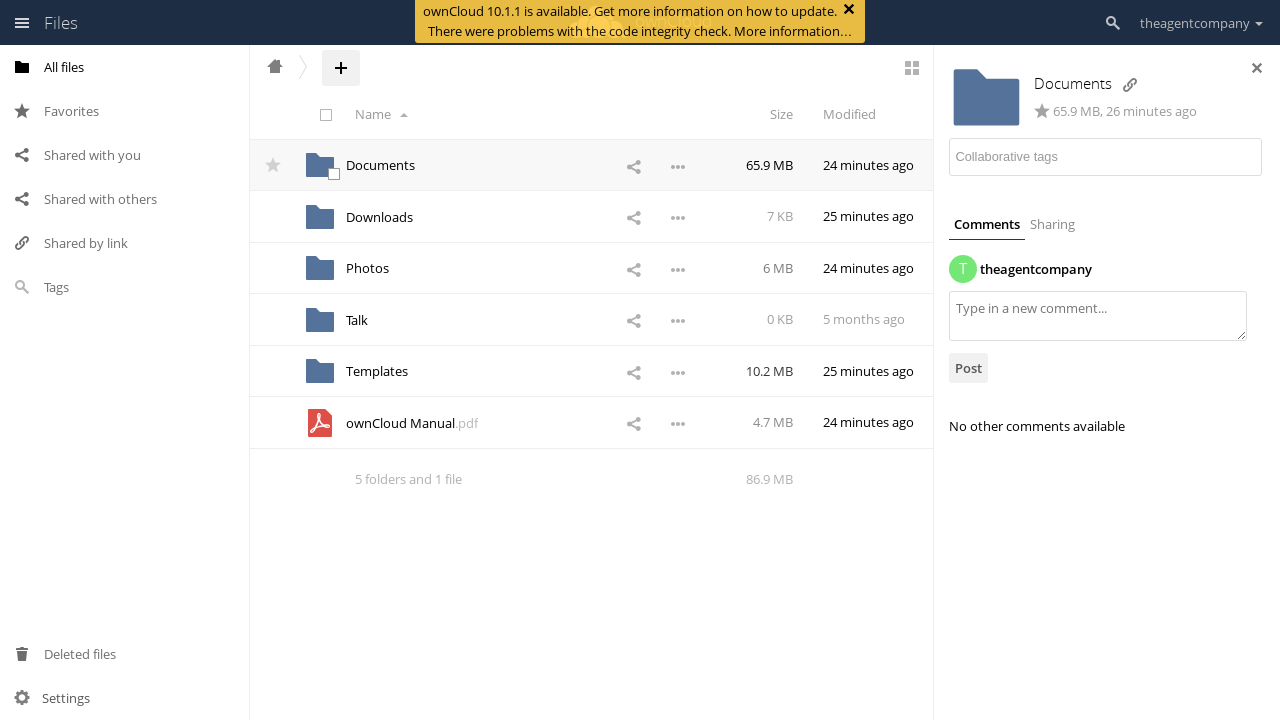 Files
ownCloud 10.1.1 is available. Get more information on how to update.
There were problems with the code integrity check. More information…
theagentcompany
All files
Favorites
Shared with you
Shared with others
Shared by link
Tags
Deleted files
Settings
Name Size Modified
Documents 65.9 MB 24 minutes ago
Downloads 7 KB 25 minutes ago
Photos 6 MB 24 minutes ago
Talk 0 KB 5 months ago
Templates 10.2 MB 25 minutes ago
ownCloud Manual.pdf 4.7 MB 24 minutes ago
5 folders and 1 file 86.9 MB
Documents
65.9 MB, 26 minutes ago
Collaborative tags
Comments Sharing
T theagentcompany
Type in a new comment...
Post
No other comments available